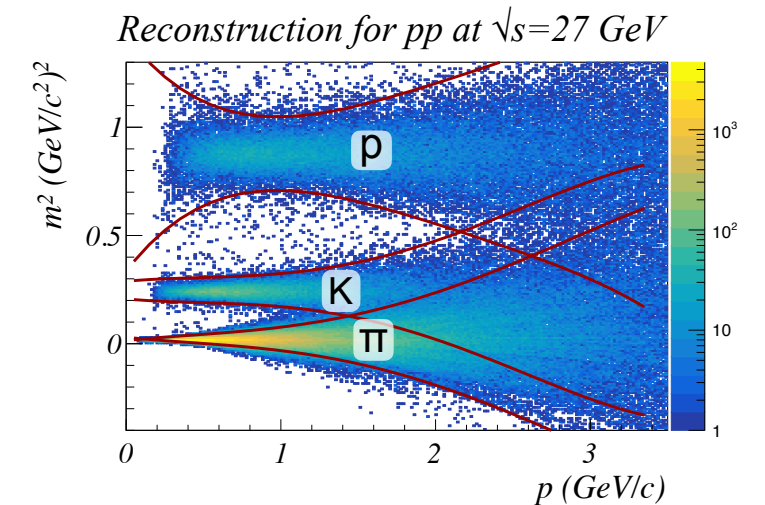 Reconstruction for pp at √s=27 GeV
m² (GeV/c²)²
1
0.5
0
p
K
π
0 1 2 3
p (GeV/c)
10³
10²
10
1